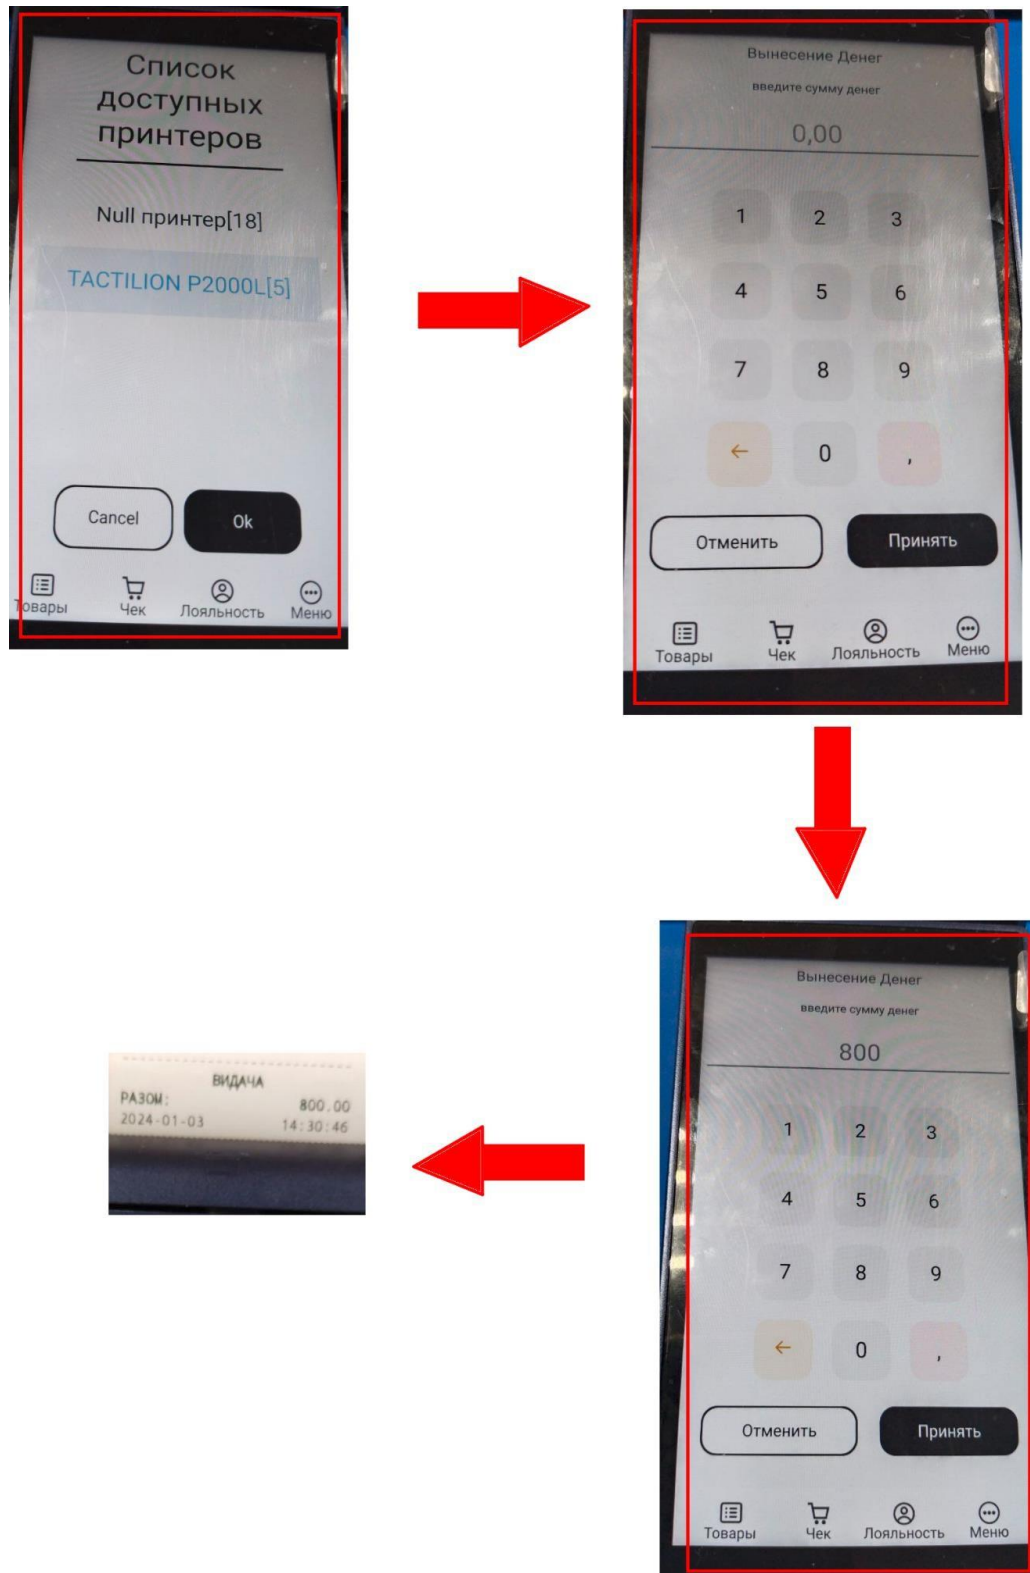 Список
доступных
принтеров
Null принтер[18]
TACTILION P2000L[5]
Cancel
Ok
Товары
Чек
Лояльность
Меню
Вынесение Денег
введите сумму денег
0,00
1 2 3
4 5 6
7 8 9
← 0 ,
Отменить
Принять
Товары
Чек
Лояльность
Меню
Вынесение Денег
введите сумму денег
800
1 2 3
4 5 6
7 8 9
← 0 ,
Отменить
Принять
Товары
Чек
Лояльность
Меню
ВИДАЧА
РАЗОМ: 800.00
2024-01-03 14:30:46